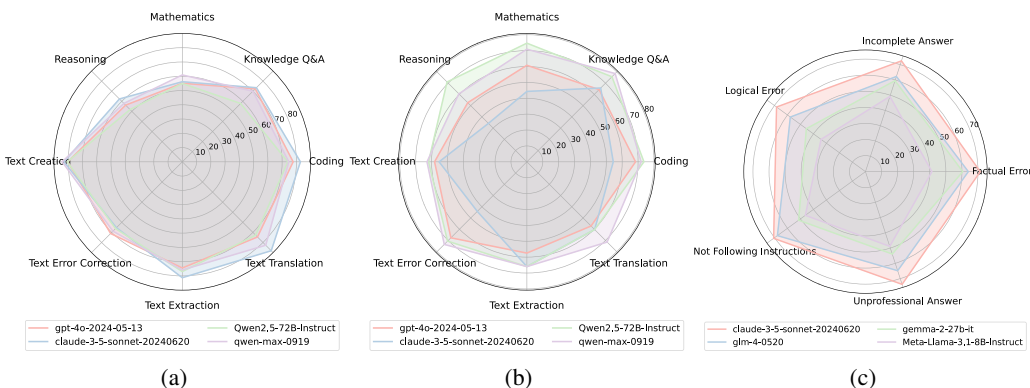 Mathematics
Reasoning
Knowledge Q&A
Text Creation
Coding
Text Error Correction
Text Translation
Text Extraction
10 20 30 40 50 60 70 80
gpt-4o-2024-05-13
Qwen2,5-72B-Instruct
claude-3-5-sonnet-20240620
qwen-max-0919
(a)
Mathematics
Reasoning
Knowledge Q&A
Text Creation
Coding
Text Error Correction
Text Translation
Text Extraction
10 20 30 40 50 60 70 80
gpt-4o-2024-05-13
Qwen2,5-72B-Instruct
claude-3-5-sonnet-20240620
qwen-max-0919
(b)
Incomplete Answer
Logical Error
Factual Error
Not Following Instructions
Unprofessional Answer
10 20 30 40 50 60 70
claude-3-5-sonnet-20240620
gemma-2-27b-it
glm-4-0520
Meta-Llama-3,1-8B-Instruct
(c)